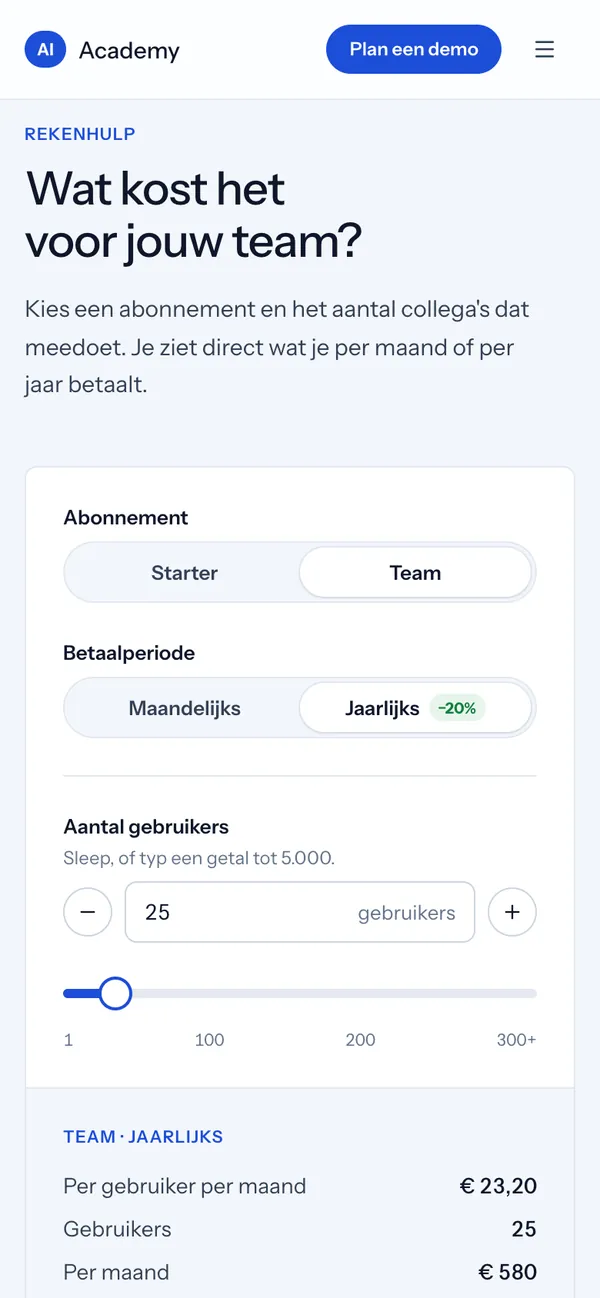 AI Academy
Plan een demo
REKENHULP
Wat kost het
voor jouw team?
Kies een abonnement en het aantal collega's dat
meedoet. Je ziet direct wat je per maand of per
jaar betaalt.
Abonnement
Starter Team
Betaalperiode
Maandelijks Jaarlijks −20%
Aantal gebruikers
Sleep, of typ een getal tot 5.000.
− 25 gebruikers +
1 100 200 300+
TEAM · JAARLIJKS
Per gebruiker per maand € 23,20
Gebruikers 25
Per maand € 580